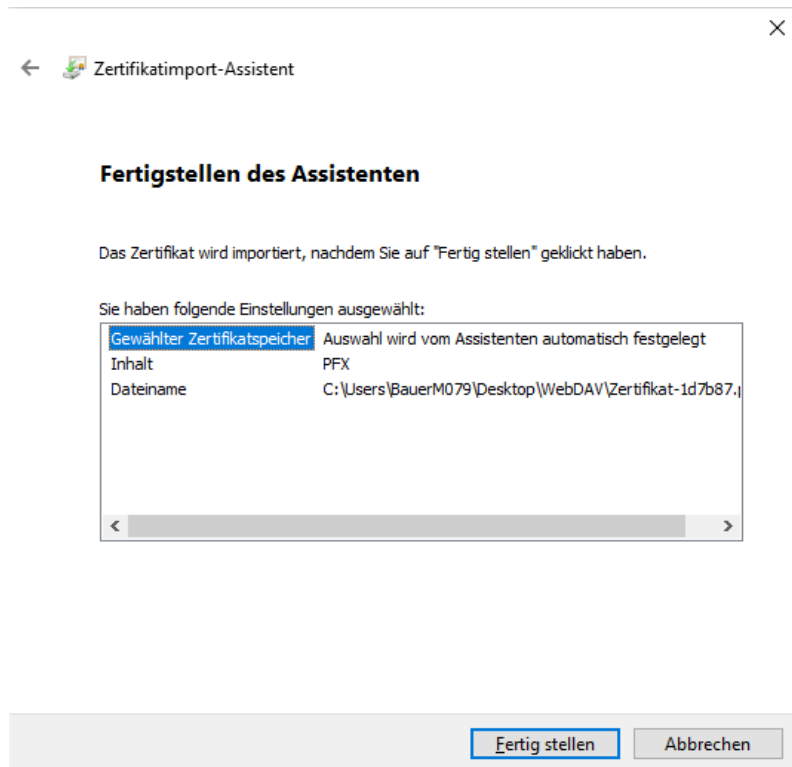 Zertifikatimport-Assistent
Fertigstellen des Assistenten
Das Zertifikat wird importiert, nachdem Sie auf "Fertig stellen" geklickt haben.
Sie haben folgende Einstellungen ausgewählt:
Gewählter Zertifikatspeicher Auswahl wird vom Assistenten automatisch festgelegt
Inhalt PFX
Dateiname C:\Users\BauerM079\Desktop\WebDAV\Zertifikat-1d7b87.p
Fertig stellen Abbrechen